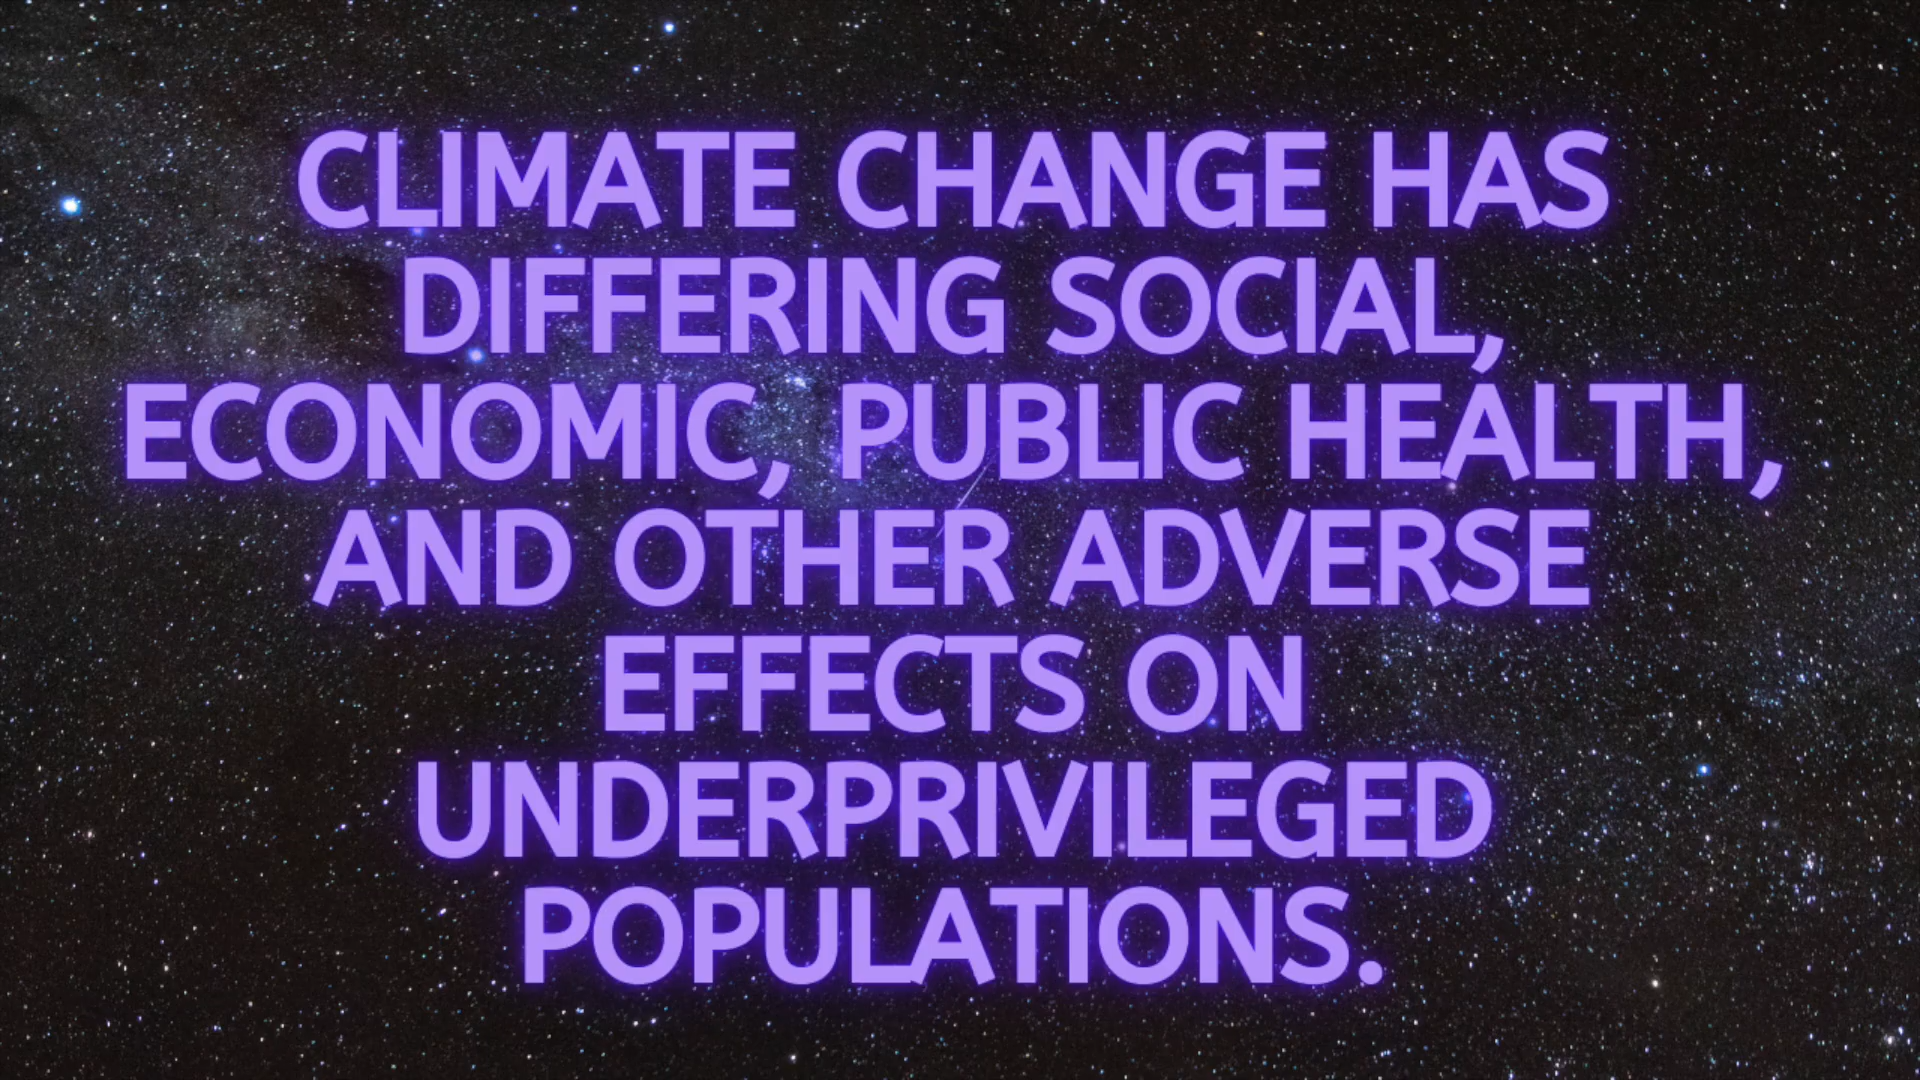 CLIMATE CHANGE HAS
DIFFERING SOCIAL,
ECONOMIC, PUBLIC HEALTH,
AND OTHER ADVERSE
EFFECTS ON
UNDERPRIVILEGED
POPULATIONS.